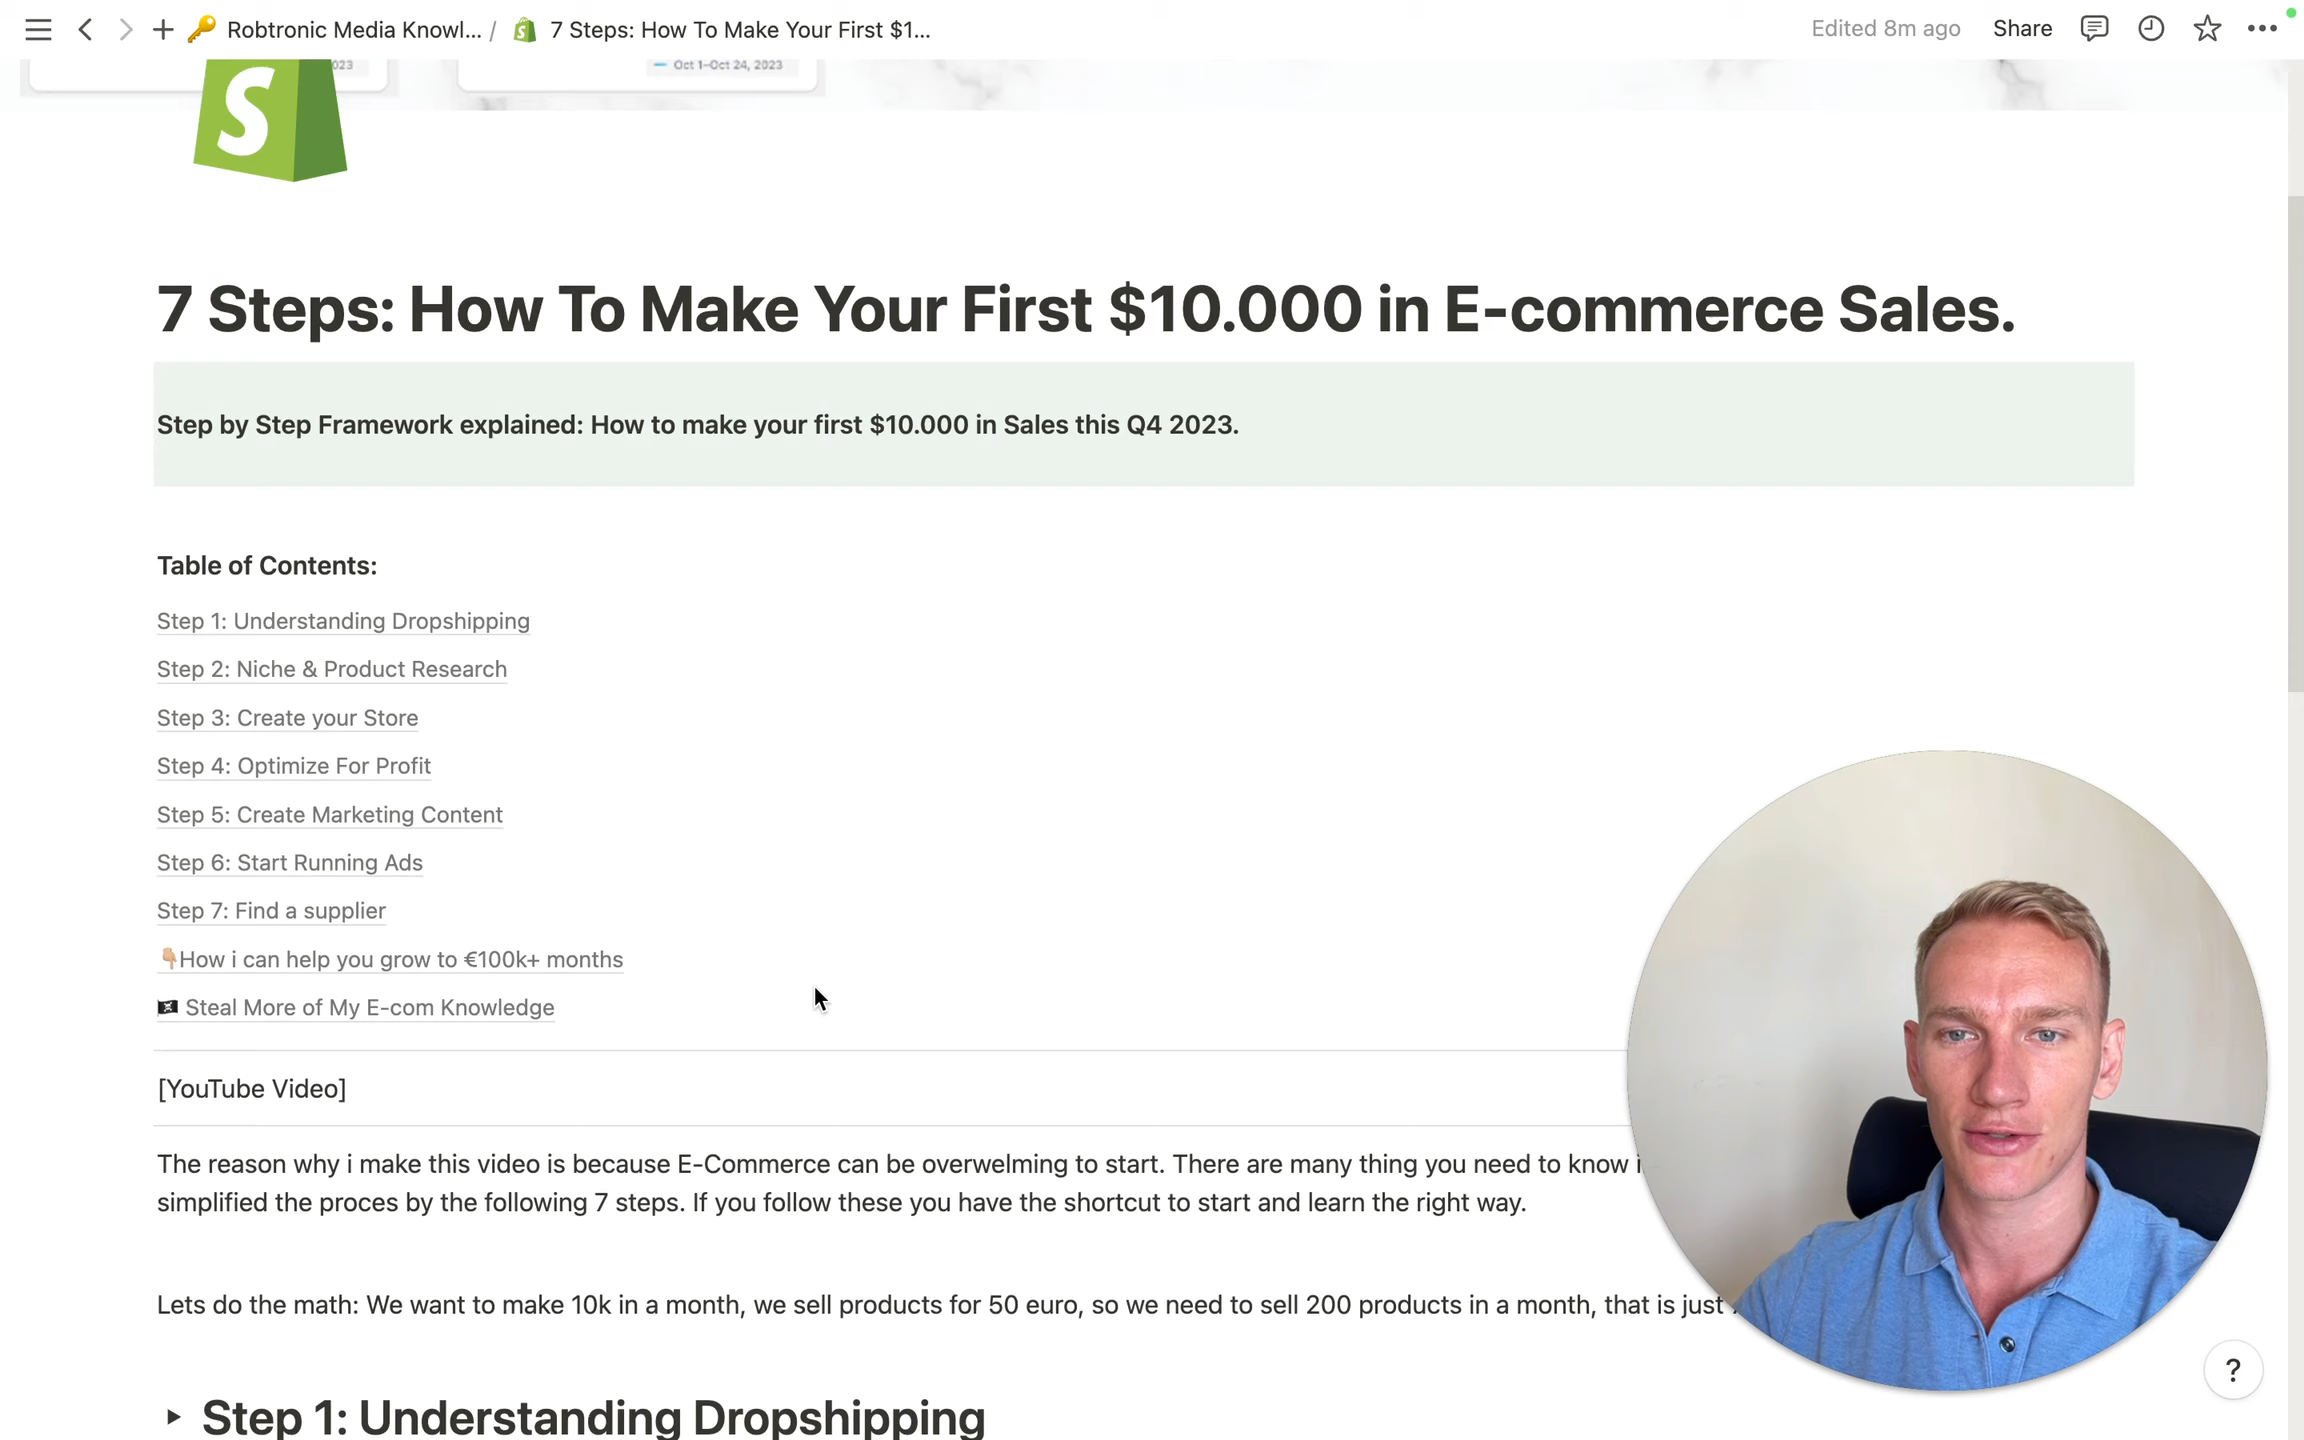 Robtronic Media Knowl... / 7 Steps: How To Make Your First $1...
Edited 8m ago Share
023
Oct 1–Oct 24, 2023
S
7 Steps: How To Make Your First $10.000 in E-commerce Sales.
Step by Step Framework explained: How to make your first $10.000 in Sales this Q4 2023.
Table of Contents:
Step 1: Understanding Dropshipping
Step 2: Niche & Product Research
Step 3: Create your Store
Step 4: Optimize For Profit
Step 5: Create Marketing Content
Step 6: Start Running Ads
Step 7: Find a supplier
👇🏼How i can help you grow to €100k+ months
🏴‍☠️ Steal More of My E-com Knowledge
[YouTube Video]
The reason why i make this video is because E-Commerce can be overwelming to start. There are many thing you need to know
simplified the proces by the following 7 steps. If you follow these you have the shortcut to start and learn the right way.
Lets do the math: We want to make 10k in a month, we sell products for 50 euro, so we need to sell 200 products in a month, that is just
?
Step 1: Understanding Dropshipping